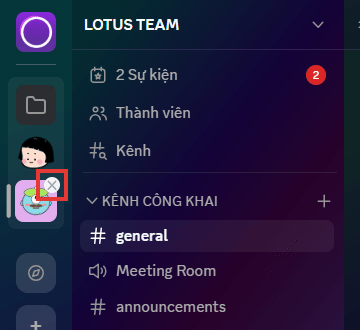 LOTUS TEAM
2 Sự kiện
2
Thành viên
Kênh
KÊNH CÔNG KHAI
general
Meeting Room
announcements